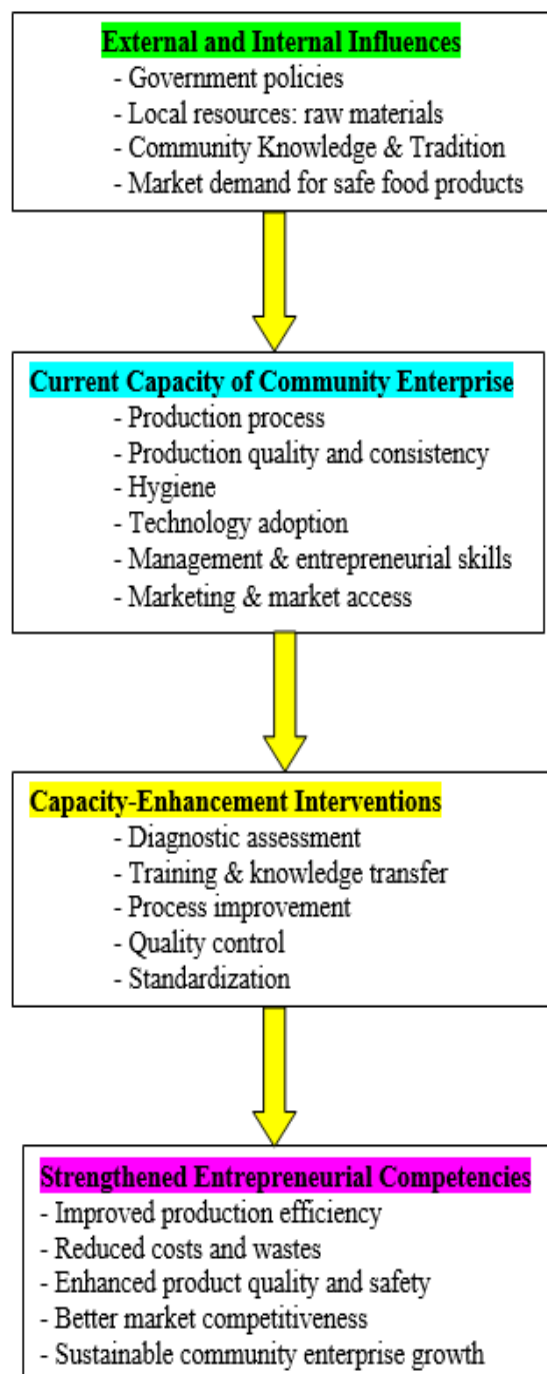 External and Internal Influences
- Government policies
- Local resources: raw materials
- Community Knowledge & Tradition
- Market demand for safe food products
Current Capacity of Community Enterprise
- Production process
- Production quality and consistency
- Hygiene
- Technology adoption
- Management & entrepreneurial skills
- Marketing & market access
Capacity-Enhancement Interventions
- Diagnostic assessment
- Training & knowledge transfer
- Process improvement
- Quality control
- Standardization
Strengthened Entrepreneurial Competencies
- Improved production efficiency
- Reduced costs and wastes
- Enhanced product quality and safety
- Better market competitiveness
- Sustainable community enterprise growth